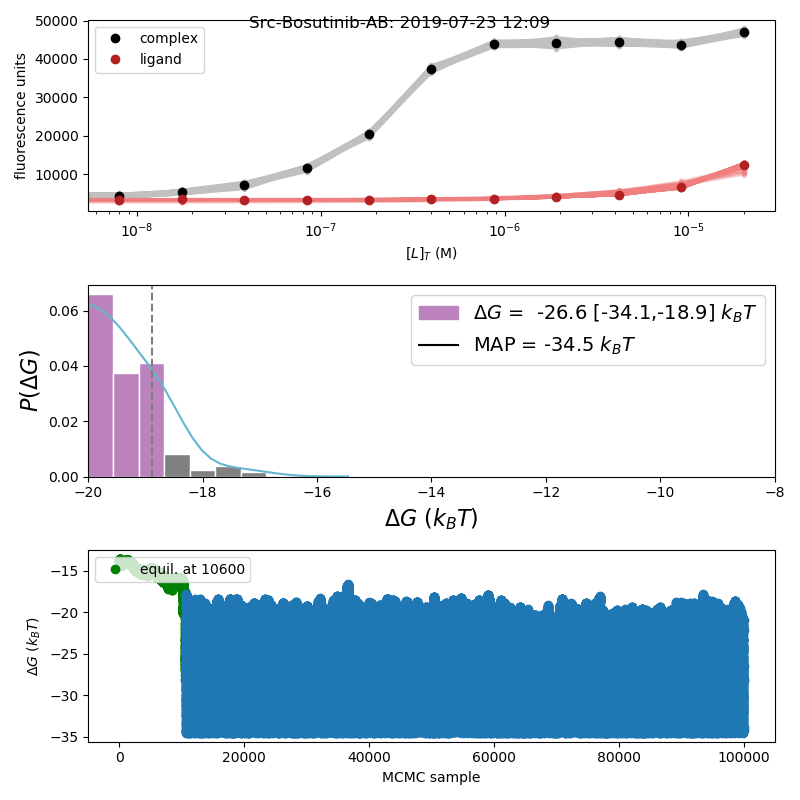 Src-Bosutinib-AB: 2019-07-23 12:09
50000
40000
30000
20000
10000
fluorescence units
complex
ligand
10⁻⁸ 10⁻⁷ 10⁻⁶ 10⁻⁵
[L]_T (M)
0.06
0.04
0.02
0.00
P(ΔG)
ΔG = -26.6 [-34.1,-18.9] k_BT
MAP = -34.5 k_BT
−20 −18 −16 −14 −12 −10 −8
ΔG (k_BT)
−15
−20
−25
−30
−35
ΔG (k_BT)
equil. at 10600
0 20000 40000 60000 80000 100000
MCMC sample